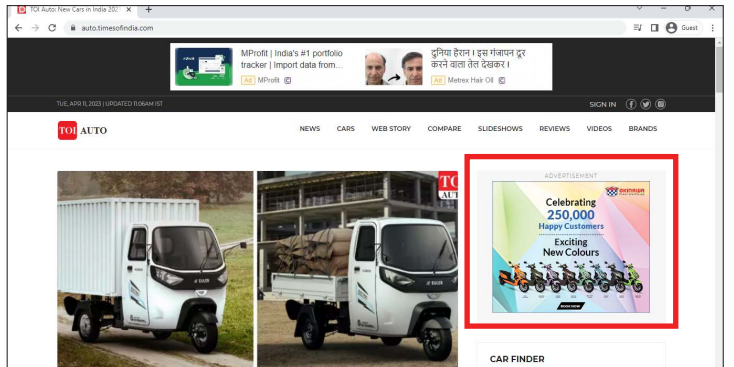 TOI Auto: New Cars in India 202
auto.timesofindia.com
Guest
MProfit | India's #1 portfolio
tracker | Import data from...
Ad MProfit
दुनिया हैरान । इस गंजापन दूर
करने वाला तेल देखकर ।
Ad Metrex Hair Oil
TUE, APR 11, 2023 | UPDATED 11.06AM IST
SIGN IN
TOI AUTO
NEWS CARS WEB STORY COMPARE SLIDESHOWS REVIEWS VIDEOS BRANDS
ADVERTISEMENT
OKINAWA
Celebrating
250,000
Happy Customers
Exciting
New Colours
BOOK NOW
TO
AUT
CAR FINDER